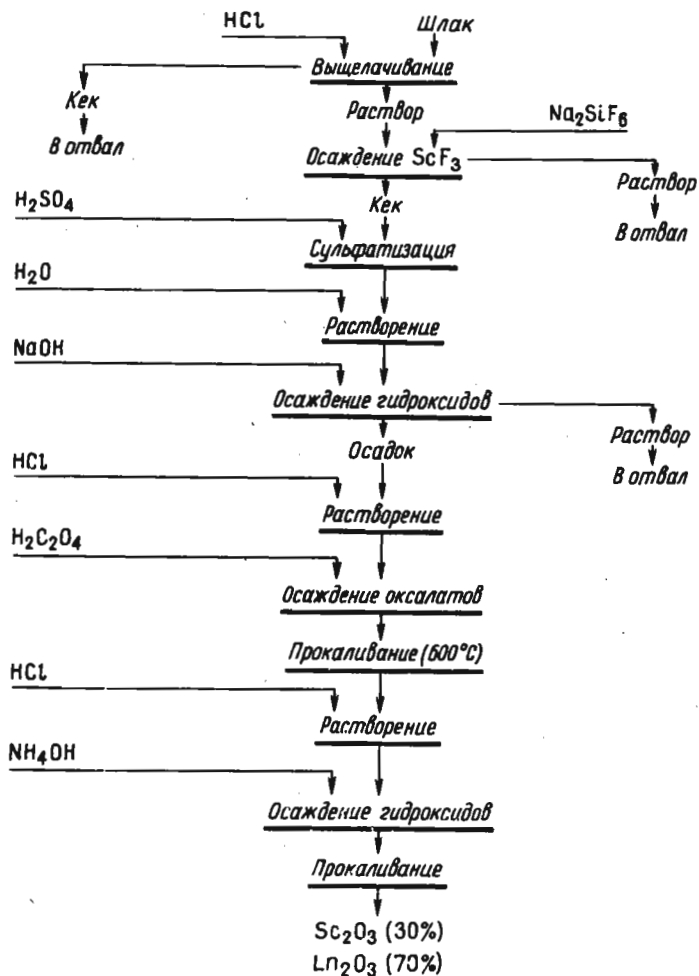 HCl
Шлак
Выщелачивание
Кек
В отвал
Раствор
Na₂SiF₆
Осаждение ScF₃
Раствор
В отвал
Кек
H₂SO₄
Сульфатизация
H₂O
Растворение
NaOH
Осаждение гидроксидов
Раствор
В отвал
Осадок
HCl
Растворение
H₂C₂O₄
Осаждение оксалатов
Прокаливание (600°C)
HCl
Растворение
NH₄OH
Осаждение гидроксидов
Прокаливание
Sc₂O₃ (30%)
Ln₂O₃ (70%)